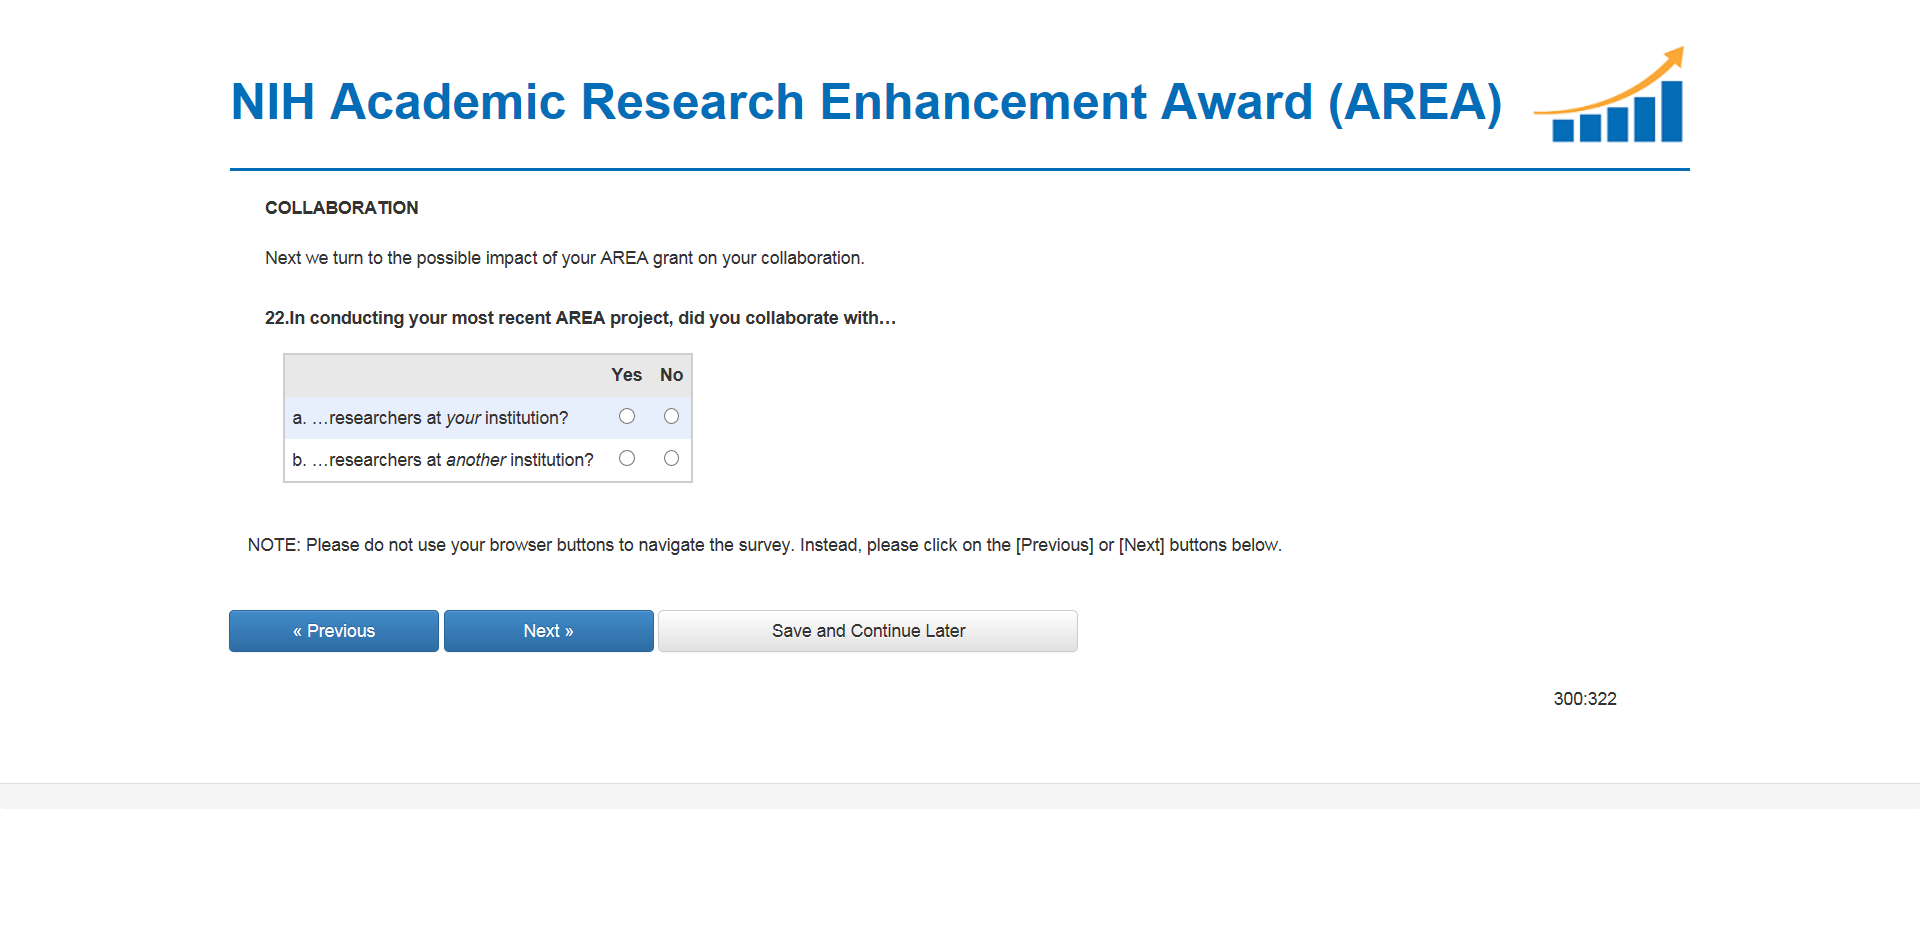 NIH Academic Research Enhancement Award (AREA)
COLLABORATION
Next we turn to the possible impact of your AREA grant on your collaboration.
22.In conducting your most recent AREA project, did you collaborate with…
Yes No
a. …researchers at your institution?
b. …researchers at another institution?
NOTE: Please do not use your browser buttons to navigate the survey. Instead, please click on the [Previous] or [Next] buttons below.
« Previous Next » Save and Continue Later
300:322